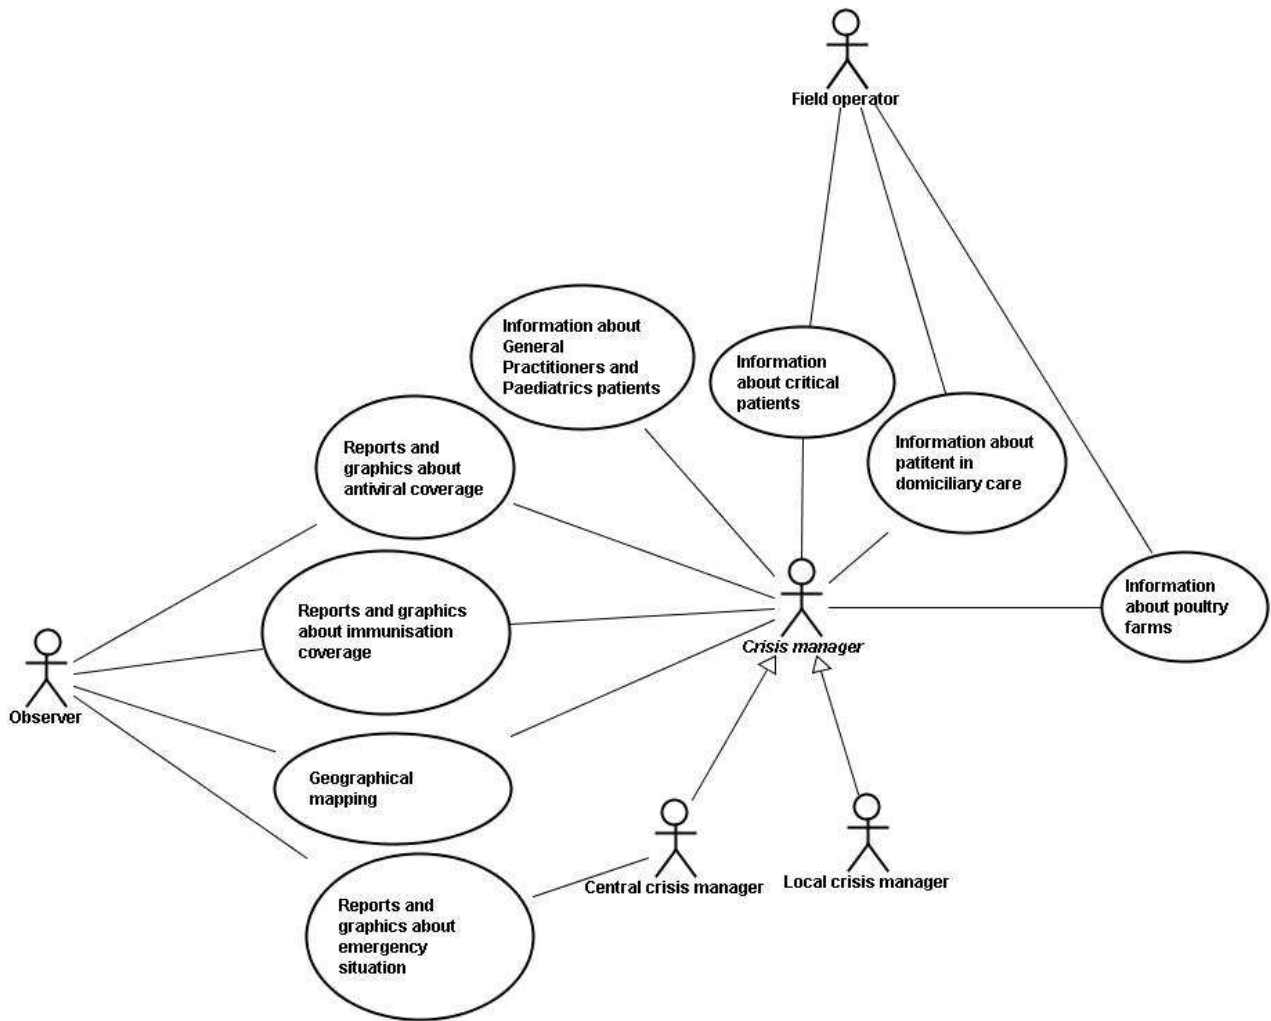 Field operator
Information about
General
Practitioners and
Paediatrics patients
Information
about critical
patients
Reports and
graphics about
antiviral coverage
Information about
patitent in
domiciliary care
Reports and graphics
about immunisation
coverage
Information
about poultry
farms
Crisis manager
Observer
Geographical
mapping
Central crisis manager
Local crisis manager
Reports and
graphics about
emergency
situation